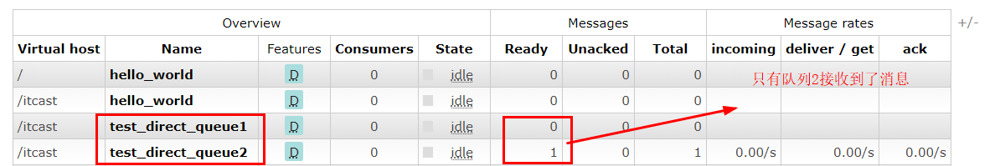 Overview Messages Message rates +/-
Virtual host Name Features Consumers State Ready Unacked Total incoming deliver / get ack
/ hello_world D 0 idle 0 0 0
只有队列2接收到了消息
/itcast hello_world D 0 idle 0 0 0
/itcast test_direct_queue1 D 0 idle 0 0 0
/itcast test_direct_queue2 D 0 idle 1 0 1 0.00/s 0.00/s 0.00/s